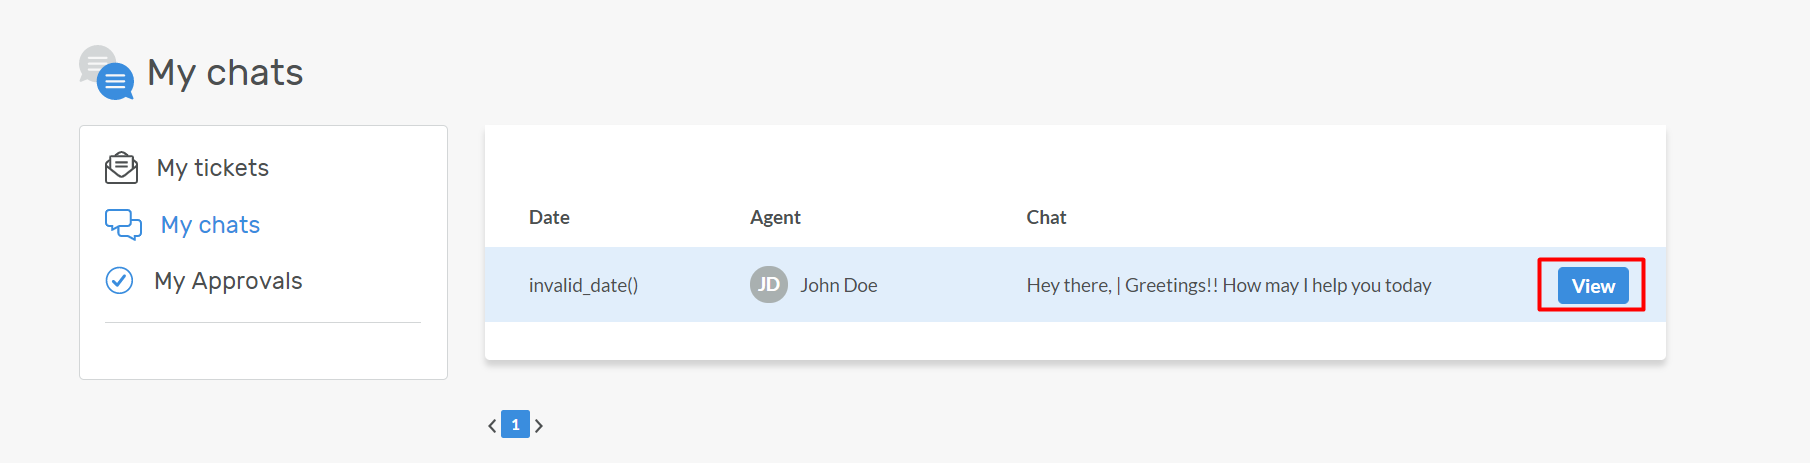 My chats
My tickets
My chats
My Approvals
Date Agent Chat
invalid_date() JD John Doe Hey there, | Greetings!! How may I help you today View
< 1 >